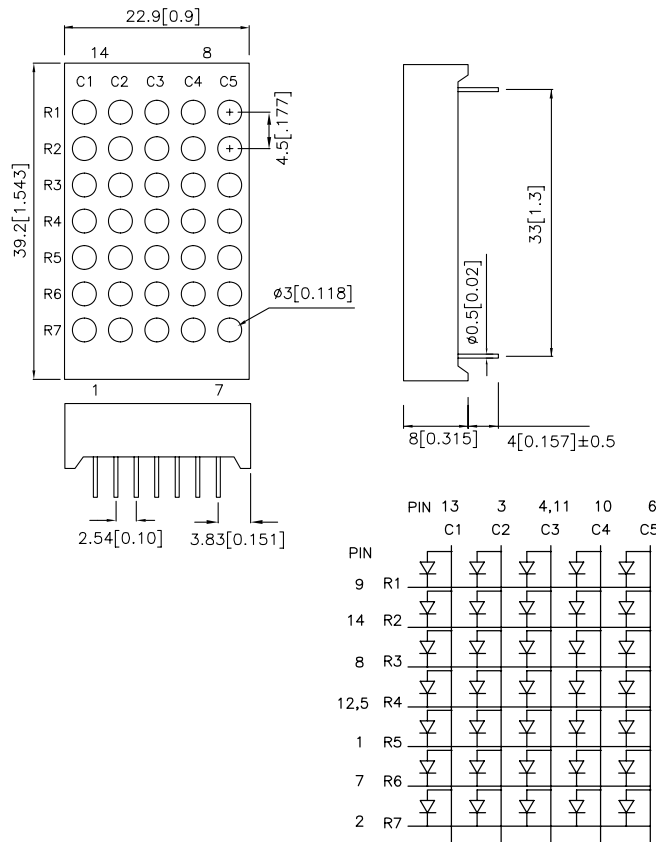 22.9[0.9]
14 8
C1 C2 C3 C4 C5
R1
R2
R3
R4
R5
R6
R7
4.5[.177]
39.2[1.543]
ø3[0.118]
1 7
33[1.3]
ø0.5[0.02]
8[0.315]
4[0.157]±0.5
2.54[0.10]
3.83[0.151]
PIN 13 3 4,11 10 6
C1 C2 C3 C4 C5
PIN
9 R1
14 R2
8 R3
12,5 R4
1 R5
7 R6
2 R7